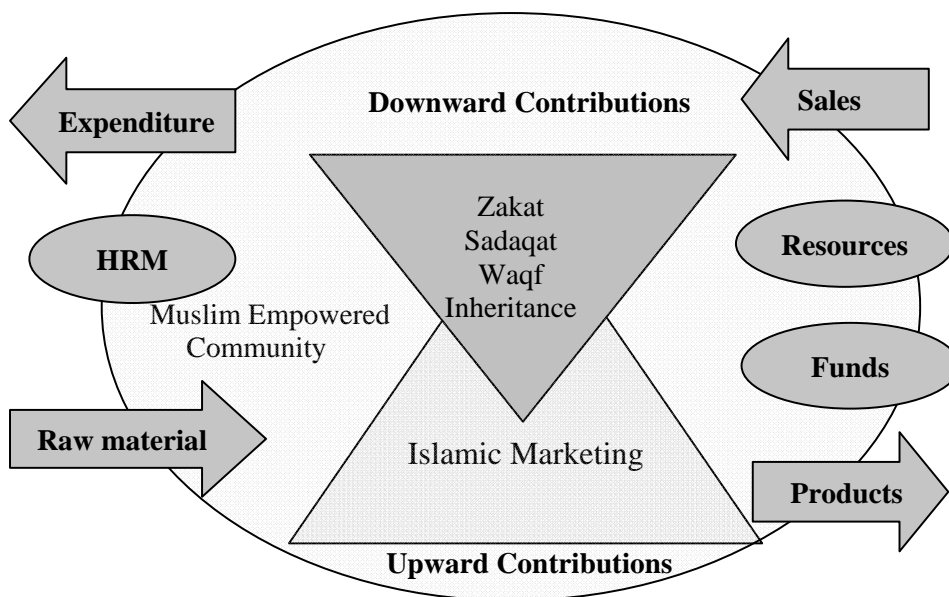 Downward Contributions
Sales
Expenditure
Zakat
Sadaqat
Waqf
Inheritance
HRM
Resources
Muslim Empowered
Community
Funds
Raw material
Islamic Marketing
Products
Upward Contributions